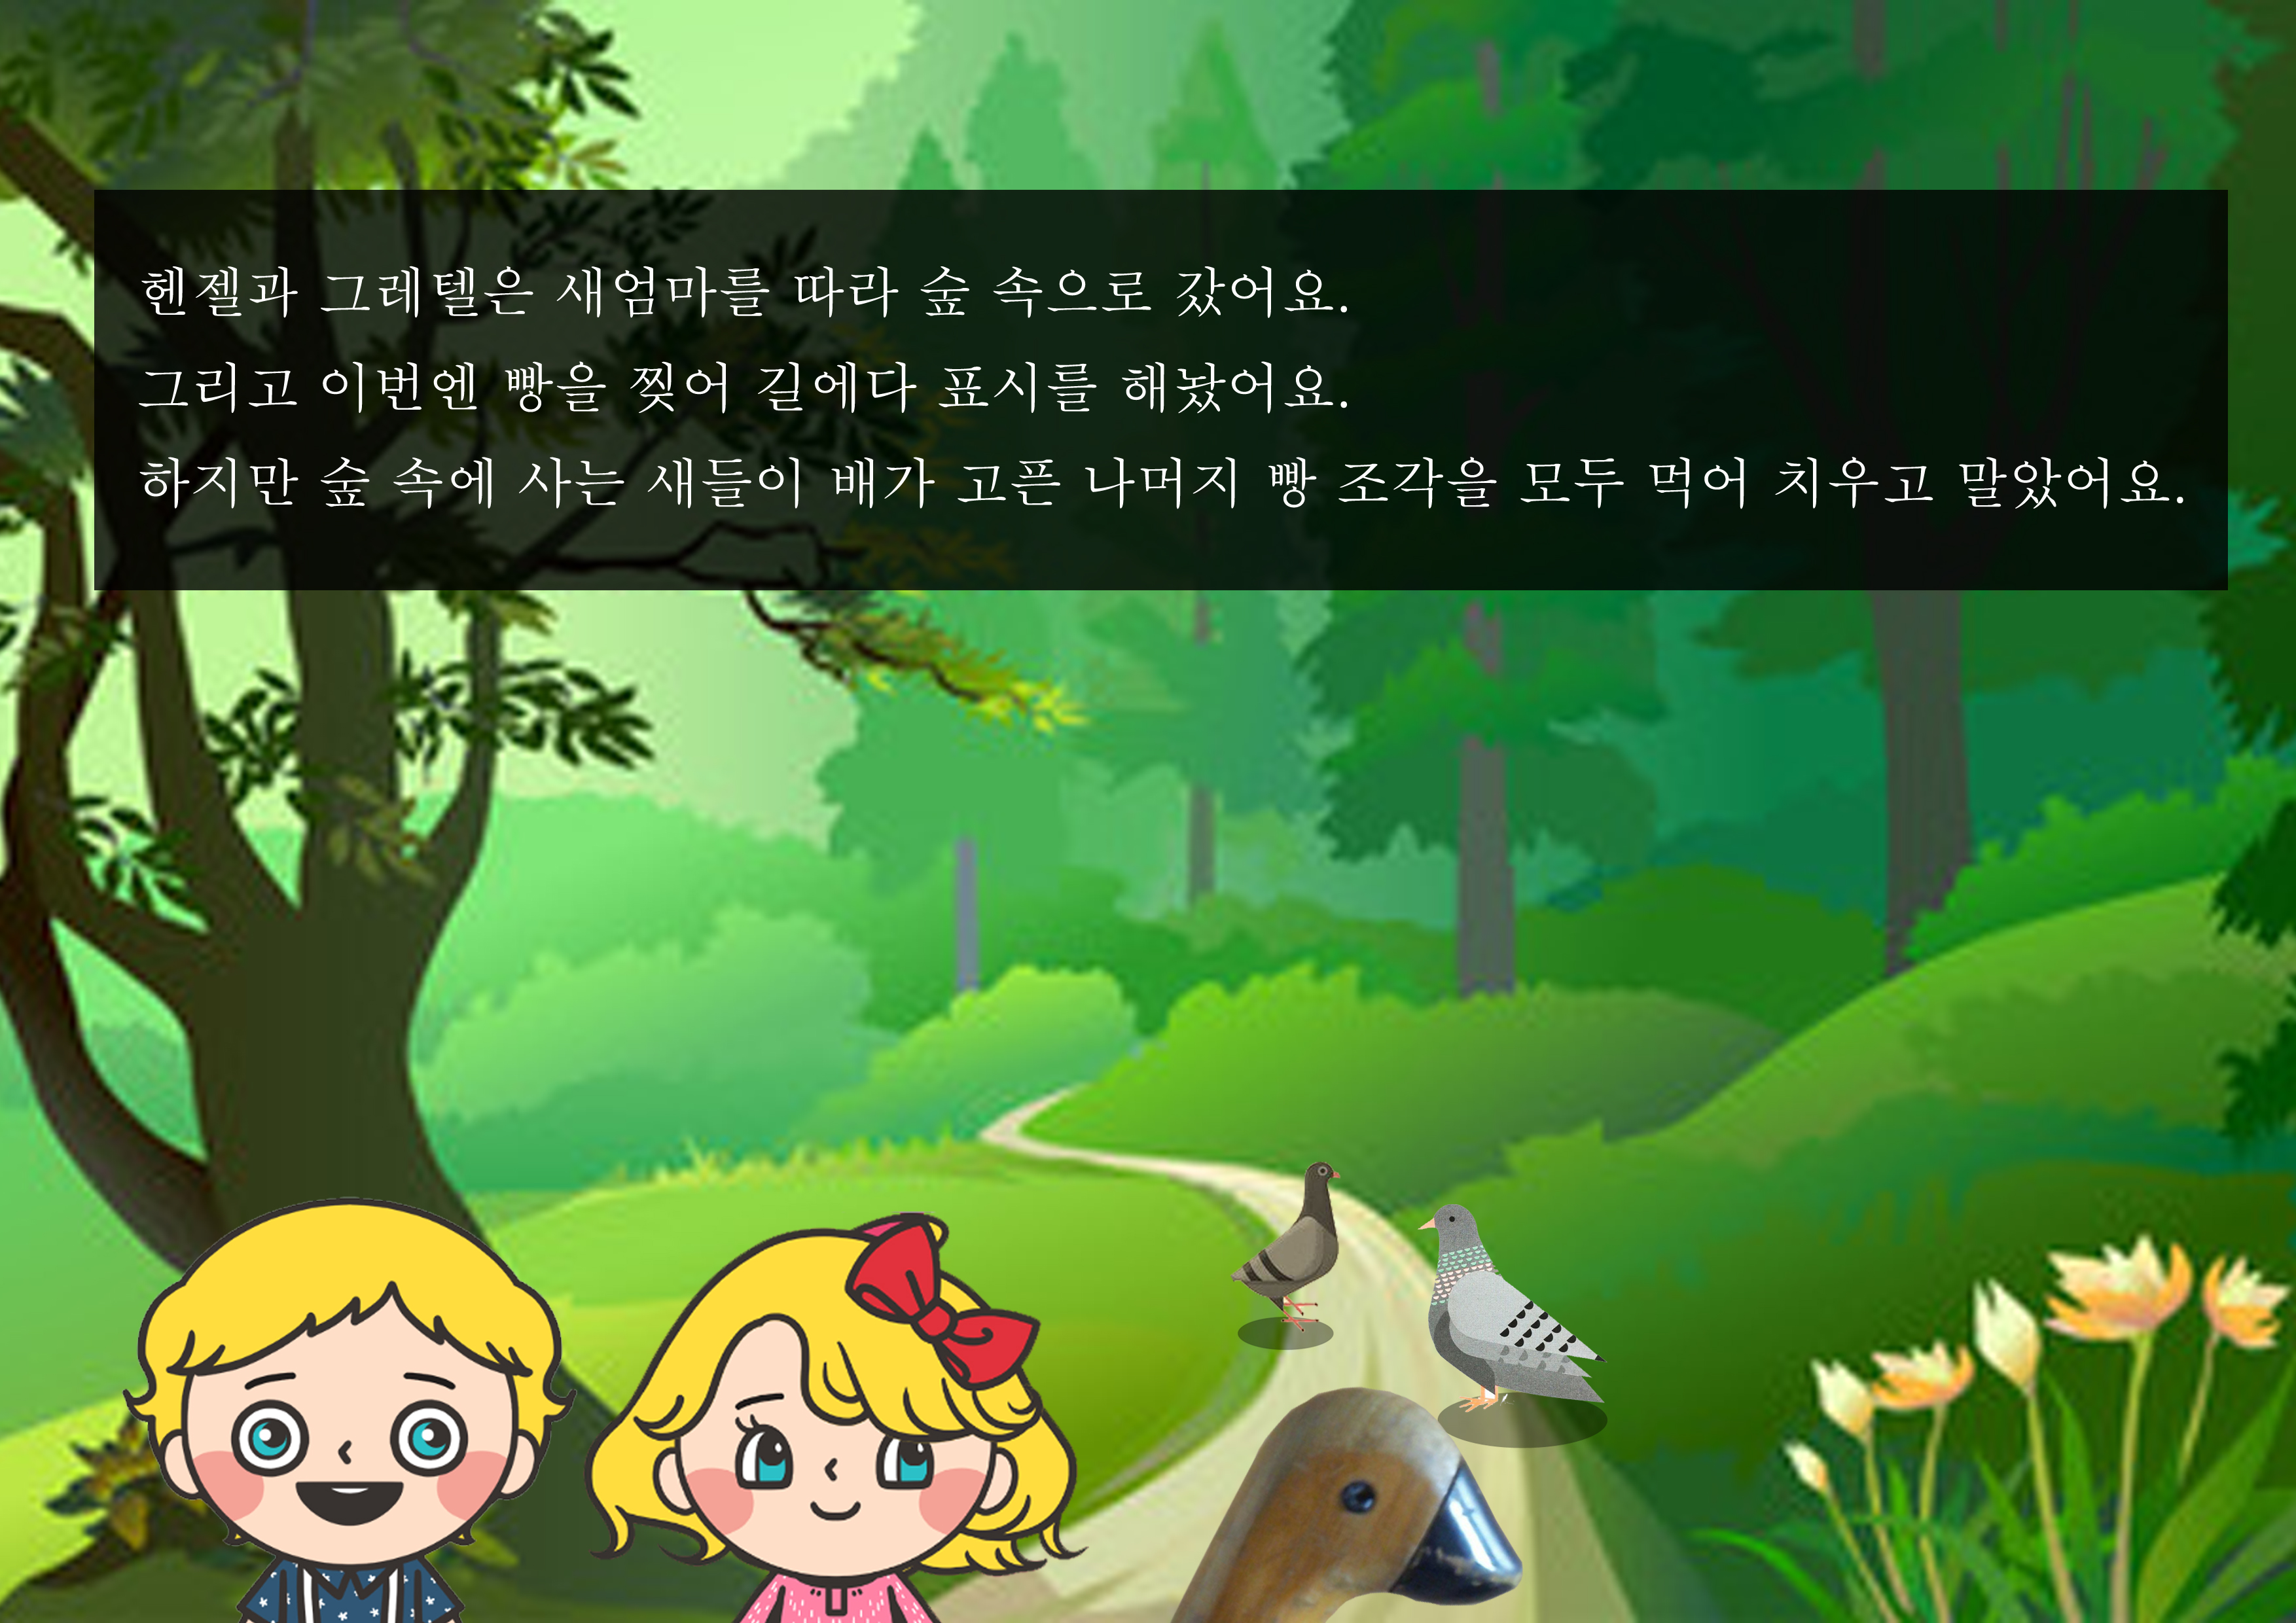 헨젤과 그레텔은 새엄마를 따라 숲 속으로 갔어요.
그리고 이번엔 빵을 찢어 길에다 표시를 해놨어요.
하지만 숲 속에 사는 새들이 배가 고픈 나머지 빵 조각을 모두 먹어 치우고 말았어요.